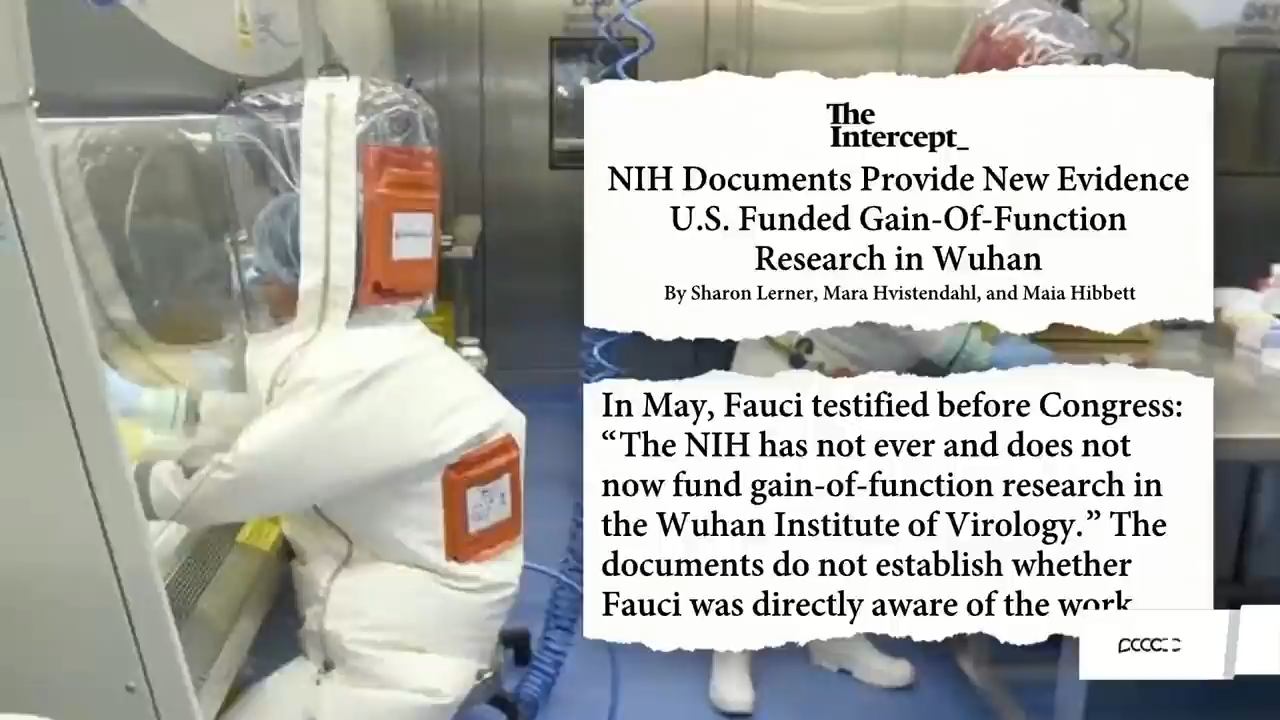 The
Intercept_
NIH Documents Provide New Evidence
U.S. Funded Gain-Of-Function
Research in Wuhan
By Sharon Lerner, Mara Hvistendahl, and Maia Hibbett
In May, Fauci testified before Congress:
“The NIH has not ever and does not
now fund gain-of-function research in
the Wuhan Institute of Virology.” The
documents do not establish whether
Fauci was directly aware of the work